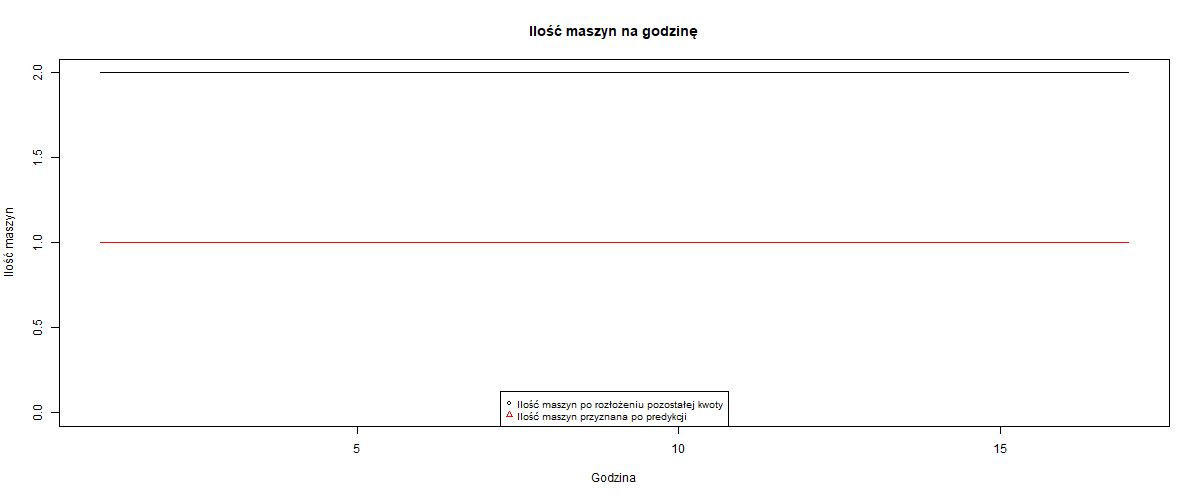 Ilość maszyn na godzinę
Ilość maszyn
2.0
1.5
1.0
0.5
0.0
Ilość maszyn po rozłożeniu pozostałej kwoty
Ilość maszyn przyznana po predykcji
5
10
15
Godzina